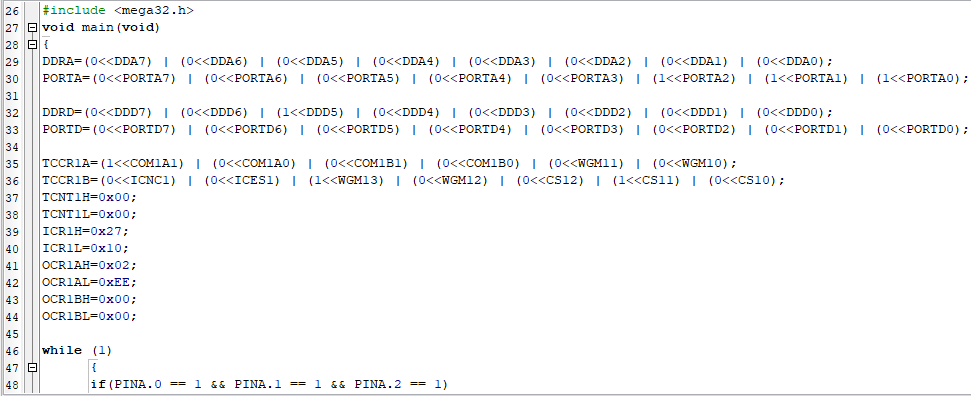 26 #include <mega32.h>
27 void main(void)
28 {
29 DDRA=(0<<DDA7) | (0<<DDA6) | (0<<DDA5) | (0<<DDA4) | (0<<DDA3) | (0<<DDA2) | (0<<DDA1) | (0<<DDA0);
30 PORTA=(0<<PORTA7) | (0<<PORTA6) | (0<<PORTA5) | (0<<PORTA4) | (0<<PORTA3) | (1<<PORTA2) | (1<<PORTA1) | (1<<PORTA0);
31
32 DDRD=(0<<DDD7) | (0<<DDD6) | (1<<DDD5) | (0<<DDD4) | (0<<DDD3) | (0<<DDD2) | (0<<DDD1) | (0<<DDD0);
33 PORTD=(0<<PORTD7) | (0<<PORTD6) | (0<<PORTD5) | (0<<PORTD4) | (0<<PORTD3) | (0<<PORTD2) | (0<<PORTD1) | (0<<PORTD0);
34
35 TCCR1A=(1<<COM1A1) | (0<<COM1A0) | (0<<COM1B1) | (0<<COM1B0) | (0<<WGM11) | (0<<WGM10);
36 TCCR1B=(0<<ICNC1) | (0<<ICES1) | (1<<WGM13) | (0<<WGM12) | (0<<CS12) | (1<<CS11) | (0<<CS10);
37 TCNT1H=0x00;
38 TCNT1L=0x00;
39 ICR1H=0x27;
40 ICR1L=0x10;
41 OCR1AH=0x02;
42 OCR1AL=0xEE;
43 OCR1BH=0x00;
44 OCR1BL=0x00;
45
46 while (1)
47 {
48 if(PINA.0 == 1 && PINA.1 == 1 && PINA.2 == 1)